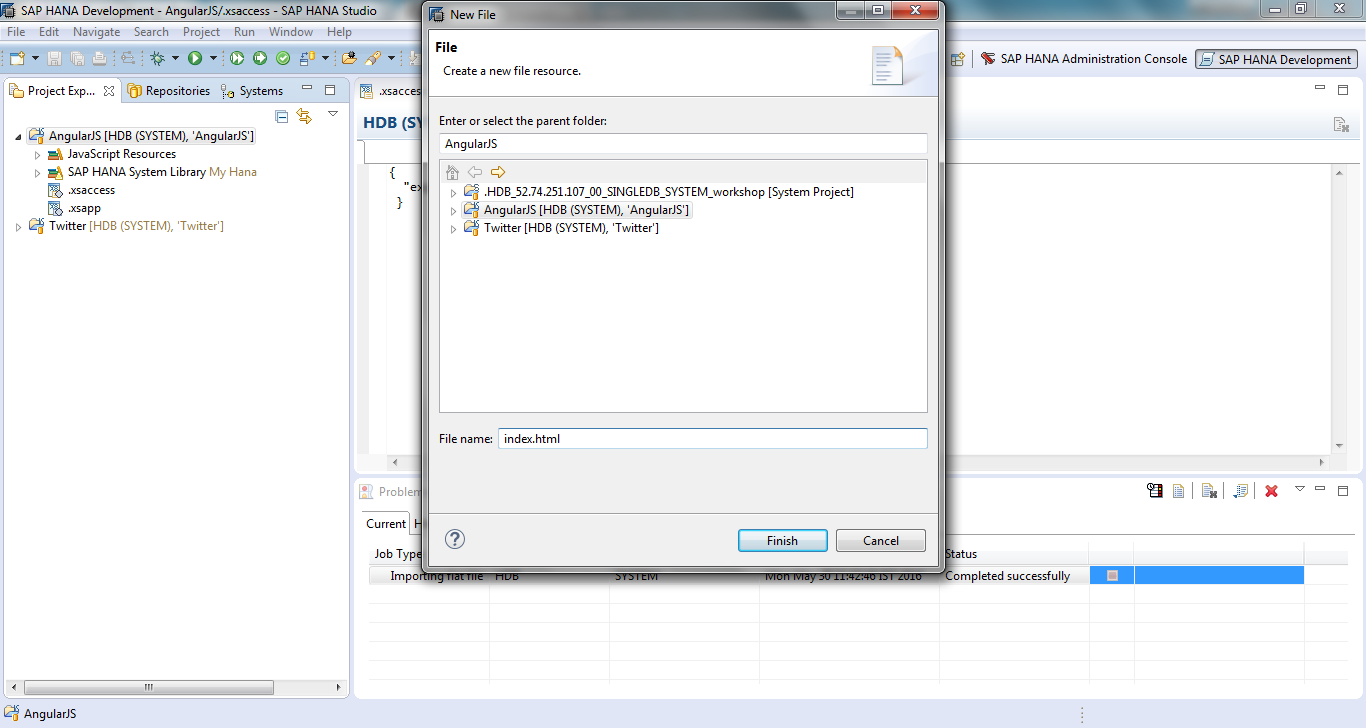 SAP HANA Development - AngularJS/.xsaccess - SAP HANA Studio
File Edit Navigate Search Project Run Window Help
SAP HANA Administration Console
SAP HANA Development
Project Exp...
Repositories
Systems
AngularJS [HDB (SYSTEM), 'AngularJS']
JavaScript Resources
SAP HANA System Library My Hana
.xsaccess
.xsapp
Twitter [HDB (SYSTEM), 'Twitter']
.xsacces
HDB (SY
{
"ex
}
New File
File
Create a new file resource.
Enter or select the parent folder:
AngularJS
.HDB_52.74.251.107_00_SINGLEDB_SYSTEM_workshop [System Project]
AngularJS [HDB (SYSTEM), 'AngularJS']
Twitter [HDB (SYSTEM), 'Twitter']
File name: index.html
Finish
Cancel
Problem
Current H
Job Type Status
Importing flat file HDB SYSTEM Mon May 30 11:42:46 IST 2016 Completed successfully
AngularJS